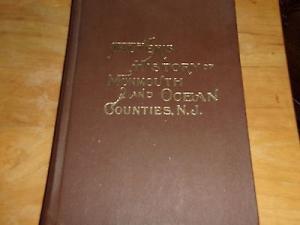 HISTORY OF
MONMOUTH
AND OCEAN
COUNTIES, N.J.